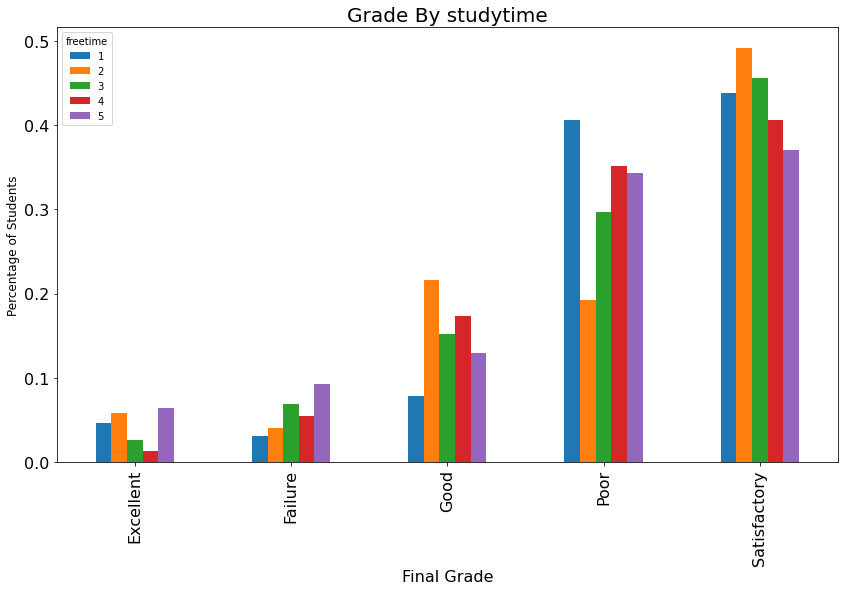 Grade By studytime
freetime
1
2
3
4
5
Percentage of Students
0.5
0.4
0.3
0.2
0.1
0.0
Excellent
Failure
Good
Poor
Satisfactory
Final Grade